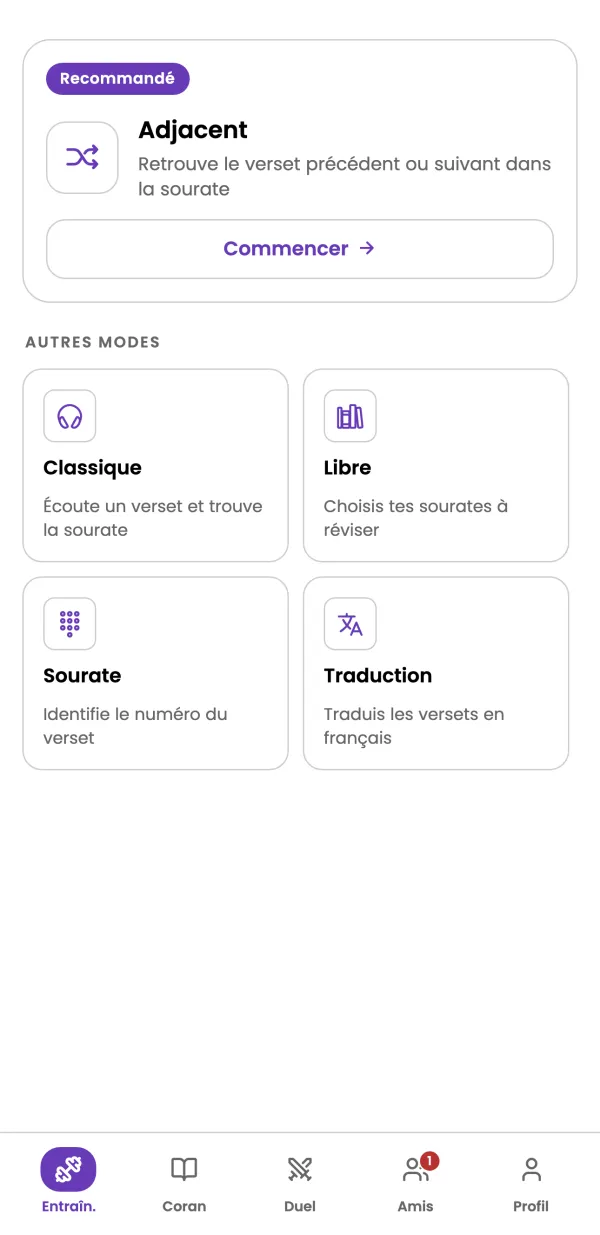 Recommandé
Adjacent
Retrouve le verset précédent ou suivant dans
la sourate
Commencer →
AUTRES MODES
Classique
Écoute un verset et trouve
la sourate
Libre
Choisis tes sourates à
réviser
Sourate
Identifie le numéro du
verset
Traduction
Traduis les versets en
français
1
Entraîn.
Coran
Duel
Amis
Profil